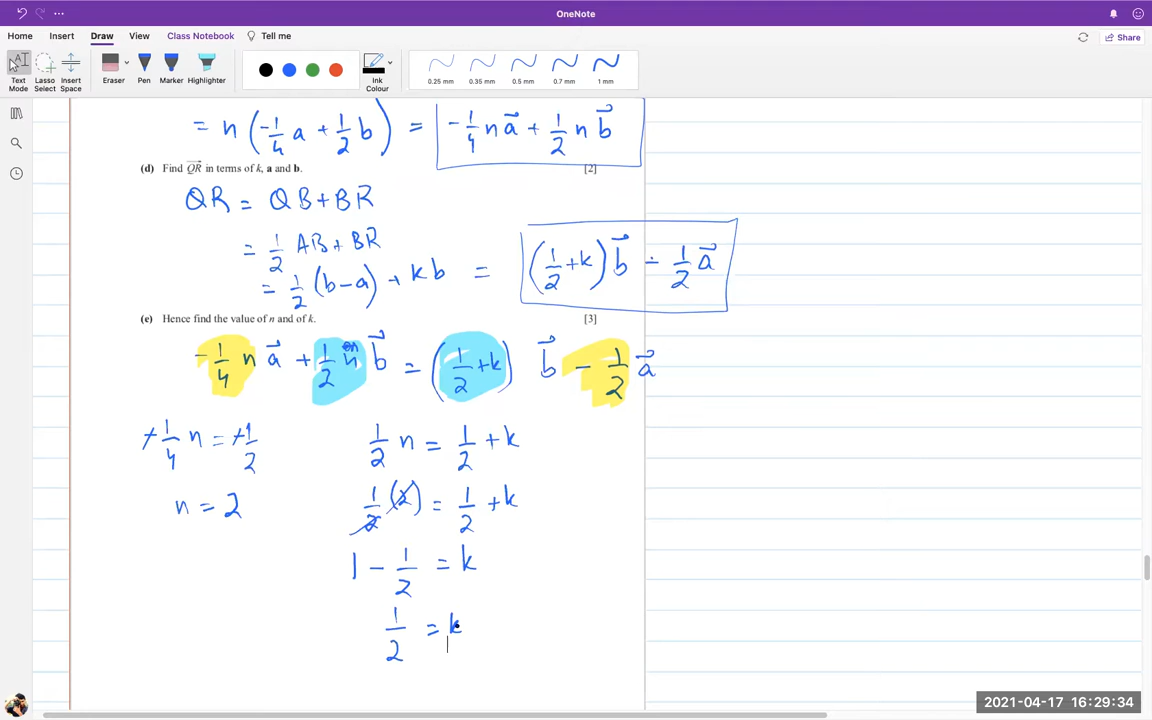 OneNote
Home Insert Draw View Class Notebook Tell me
Share
Text Mode
Lasso Select
Insert Space
Eraser
Pen
Marker
Highlighter
Ink Colour
0.25 mm 0.35 mm 0.5 mm 0.7 mm 1 mm
= n (-1/4 a + 1/2 b) = -1/4 n a⃗ + 1/2 n b⃗
(d) Find Q͞R⃗ in terms of k, a and b. [2]
QR = QB + BR
= 1/2 AB + BR
= 1/2 (b - a) + kb = (1/2 + k) b⃗ - 1/2 a⃗
(e) Hence find the value of n and of k. [3]
-1/4 n a⃗ + 1/2 n b⃗ = (1/2 + k) b⃗ - 1/2 a⃗
-1/4 n = -1/2
1/2 n = 1/2 + k
n = 2
1/2 (2) = 1/2 + k
1 - 1/2 = k
1/2 = k
2021-04-17 16:29:34